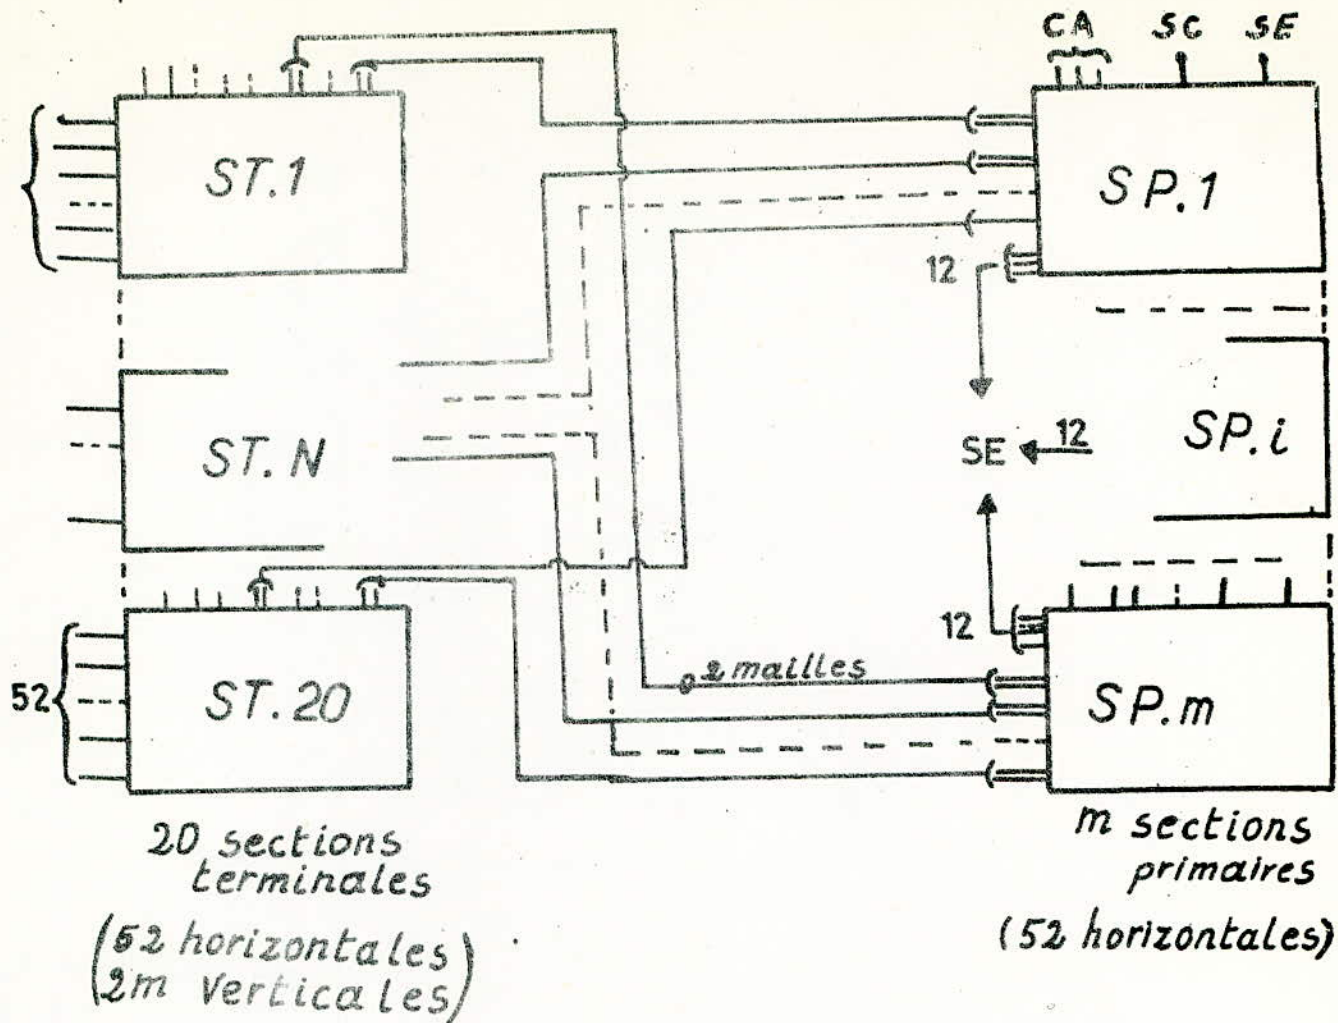 CA SC SE
ST.1
SP.1
12
ST.N
SE
12
SP.i
12
52
ST.20
2 mailles
SP.m
20 sections
terminales
(52 horizontales
2m verticales)
m sections
primaires
(52 horizontales)